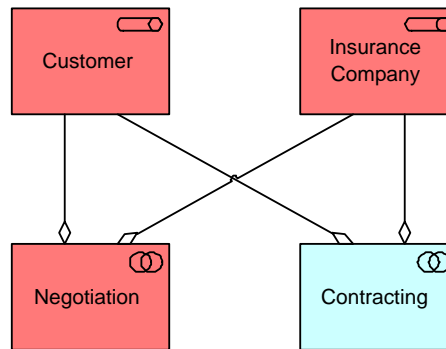 Customer
Insurance
Company
Negotiation
Contracting